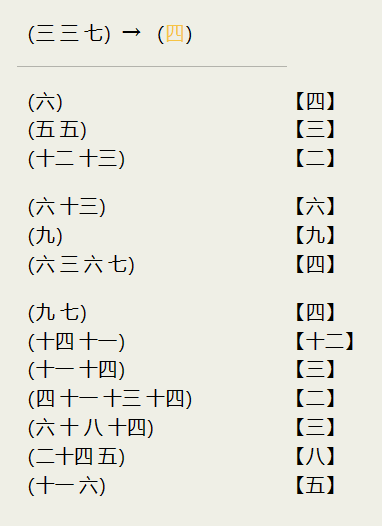 (三 三 七) → (四)
(六) 【四】
(五 五) 【三】
(十二 十三) 【二】
(六 十三) 【六】
(九) 【九】
(六 三 六 七) 【四】
(九 七) 【四】
(十四 十一) 【十二】
(十一 十四) 【三】
(四 十一 十三 十四) 【二】
(六 十 八 十四) 【三】
(二十四 五) 【八】
(十一 六) 【五】